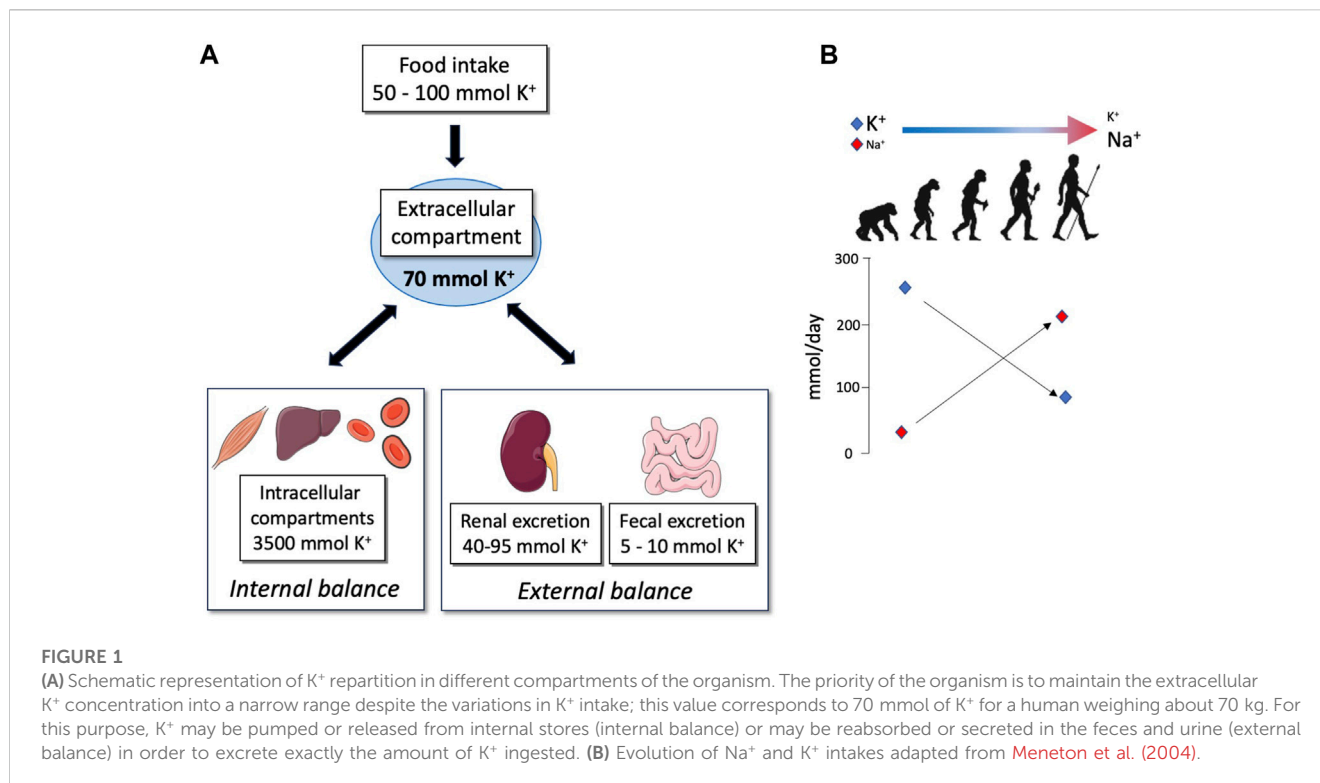 A
Food intake
50 - 100 mmol K⁺
Extracellular
compartment
70 mmol K⁺
Intracellular
compartments
3500 mmol K⁺
Internal balance
Renal excretion
40-95 mmol K⁺
Fecal excretion
5 - 10 mmol K⁺
External balance
B
K⁺
Na⁺
K⁺
Na⁺
300
200
100
0
mmol/day
FIGURE 1
(A) Schematic representation of K⁺ repartition in different compartments of the organism. The priority of the organism is to maintain the extracellular
K⁺ concentration into a narrow range despite the variations in K⁺ intake; this value corresponds to 70 mmol of K⁺ for a human weighing about 70 kg. For
this purpose, K⁺ may be pumped or released from internal stores (internal balance) or may be reabsorbed or secreted in the feces and urine (external
balance) in order to excrete exactly the amount of K⁺ ingested. (B) Evolution of Na⁺ and K⁺ intakes adapted from Meneton et al. (2004).